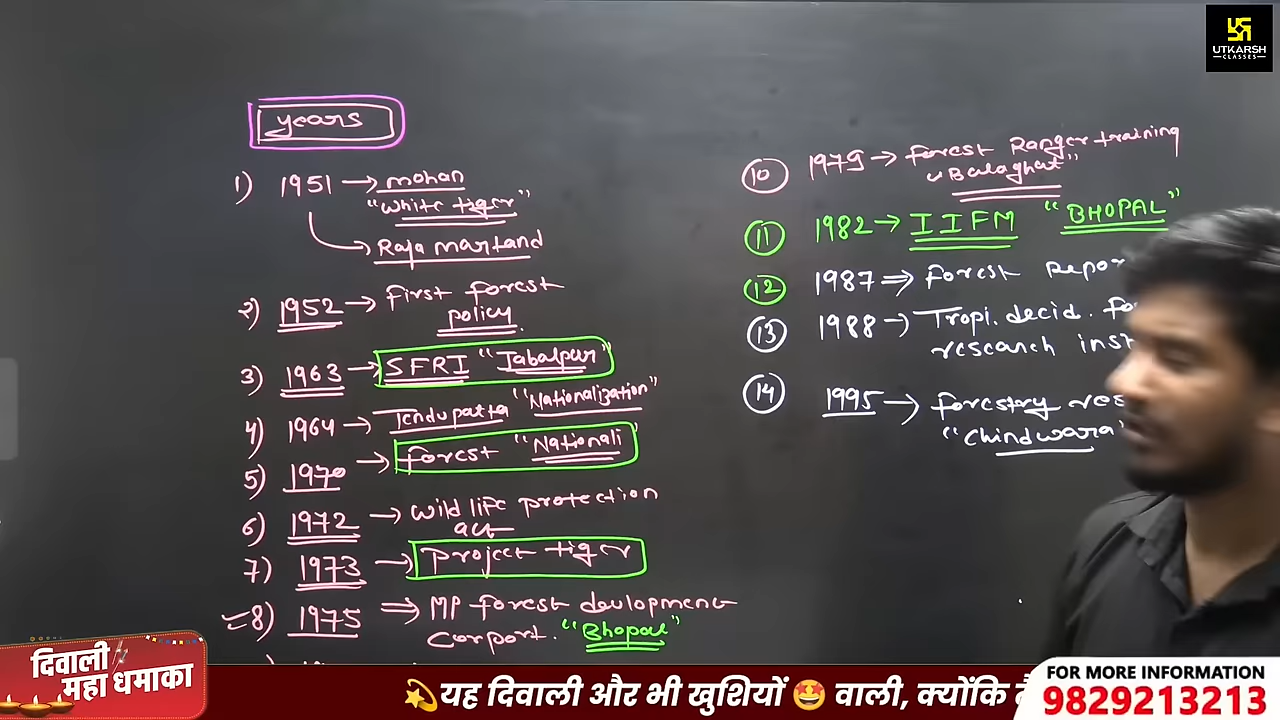 UTKARSH
CLASSES
years
1) 1951 → mohan
"White tiger"
Raja martand
2) 1952 → first forest
policy.
3) 1963 → SFRI "Jabalpur"
4) 1964 → Tendupatta "Nationalization"
5) 1970 → forest "Nationali
6) 1972 → wild life protection
act
7) 1973 → project tiger
8) 1975 ⇒ MP forest devlopment
corport. "Bhopal"
10 1979 → forest Ranger training
"Balaghat"
11 1982 → IIFM "BHOPAL"
12 1987 ⇒ forest repor
13 1988 → Tropi. decid. fo
research inst
14 1995 → forestry res
"Chindwara"
दिवाली
महा धमाका
यह दिवाली और भी खुशियों वाली, क्योंकि
FOR MORE INFORMATION
9829213213